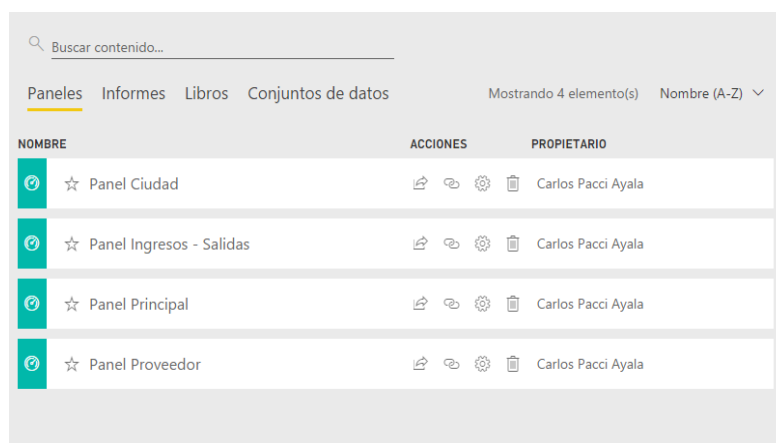 Buscar contenido...
Paneles Informes Libros Conjuntos de datos Mostrando 4 elemento(s) Nombre (A-Z)
NOMBRE ACCIONES PROPIETARIO
Panel Ciudad Carlos Pacci Ayala
Panel Ingresos - Salidas Carlos Pacci Ayala
Panel Principal Carlos Pacci Ayala
Panel Proveedor Carlos Pacci Ayala